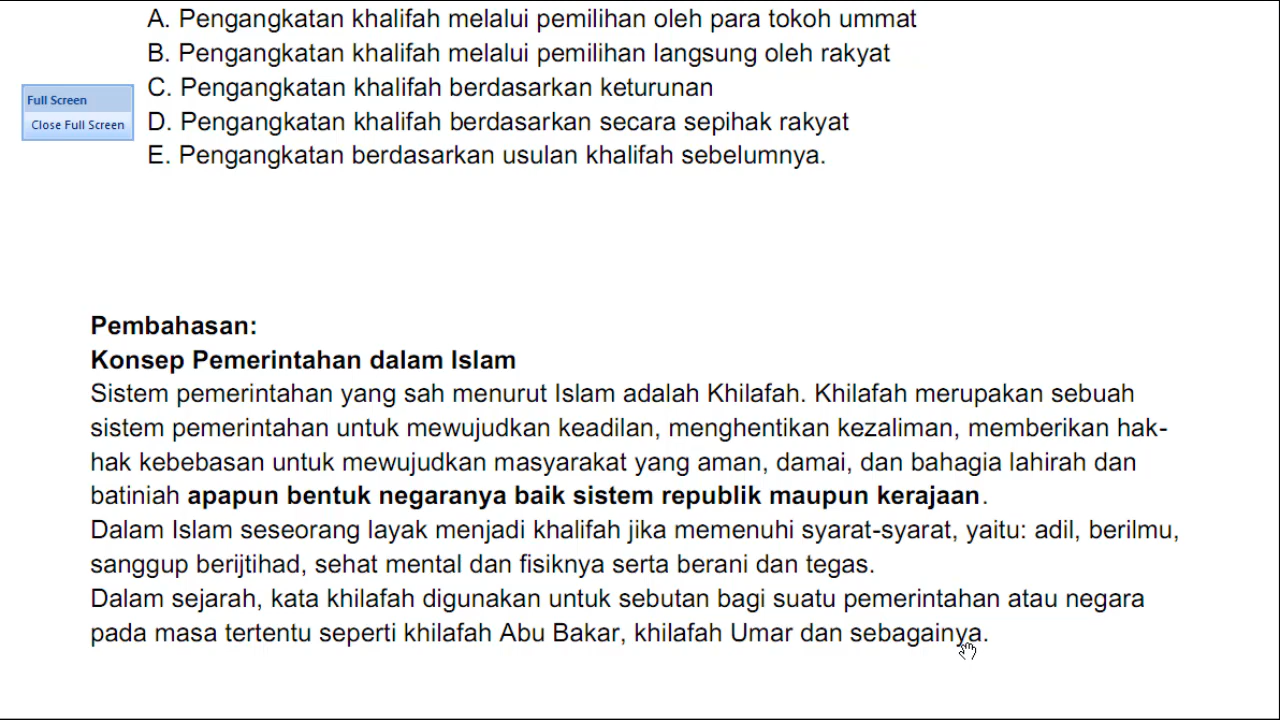 A. Pengangkatan khalifah melalui pemilihan oleh para tokoh ummat
B. Pengangkatan khalifah melalui pemilihan langsung oleh rakyat
C. Pengangkatan khalifah berdasarkan keturunan
D. Pengangkatan khalifah berdasarkan secara sepihak rakyat
E. Pengangkatan berdasarkan usulan khalifah sebelumnya.
Full Screen
Close Full Screen
Pembahasan:
Konsep Pemerintahan dalam Islam
Sistem pemerintahan yang sah menurut Islam adalah Khilafah. Khilafah merupakan sebuah
sistem pemerintahan untuk mewujudkan keadilan, menghentikan kezaliman, memberikan hak-
hak kebebasan untuk mewujudkan masyarakat yang aman, damai, dan bahagia lahirah dan
batiniah apapun bentuk negaranya baik sistem republik maupun kerajaan.
Dalam Islam seseorang layak menjadi khalifah jika memenuhi syarat-syarat, yaitu: adil, berilmu,
sanggup berijtihad, sehat mental dan fisiknya serta berani dan tegas.
Dalam sejarah, kata khilafah digunakan untuk sebutan bagi suatu pemerintahan atau negara
pada masa tertentu seperti khilafah Abu Bakar, khilafah Umar dan sebagainya.